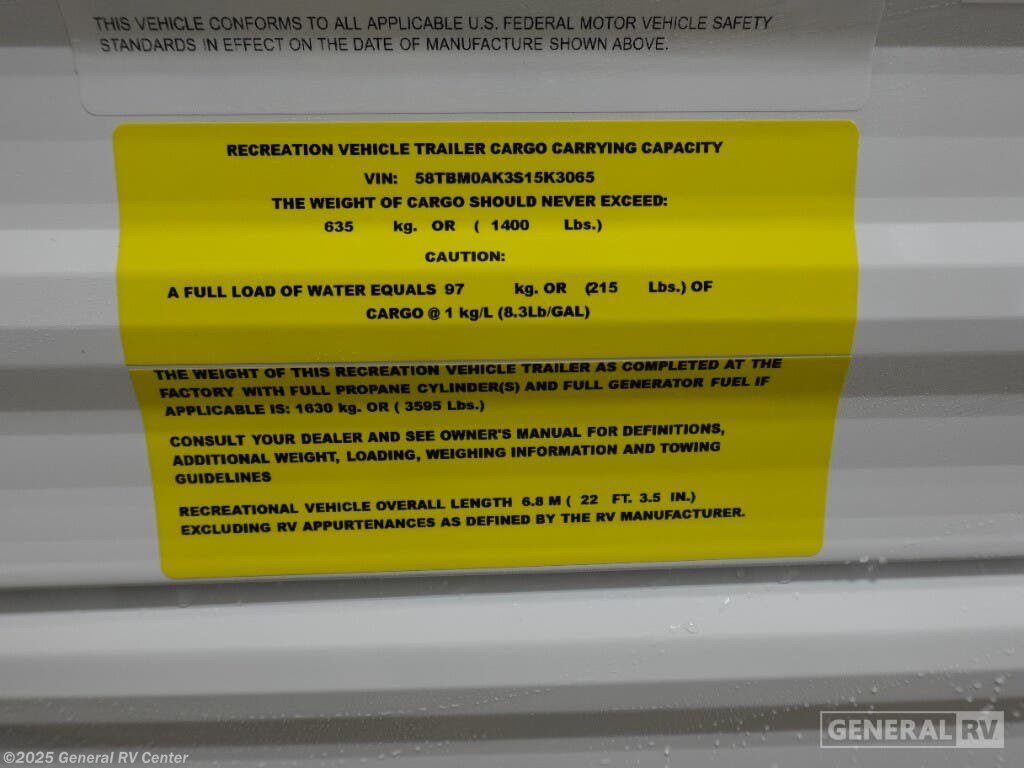 THIS VEHICLE CONFORMS TO ALL APPLICABLE U.S. FEDERAL MOTOR VEHICLE SAFETY
STANDARDS IN EFFECT ON THE DATE OF MANUFACTURE SHOWN ABOVE.
RECREATION VEHICLE TRAILER CARGO CARRYING CAPACITY
VIN: 58TBM0AK3S15K3065
THE WEIGHT OF CARGO SHOULD NEVER EXCEED:
635 kg. OR ( 1400 Lbs.)
CAUTION:
A FULL LOAD OF WATER EQUALS 97 kg. OR (215 Lbs.) OF
CARGO @ 1 kg/L (8.3Lb/GAL)
THE WEIGHT OF THIS RECREATION VEHICLE TRAILER AS COMPLETED AT THE
FACTORY WITH FULL PROPANE CYLINDER(S) AND FULL GENERATOR FUEL IF
APPLICABLE IS: 1630 kg. OR ( 3595 Lbs.)
CONSULT YOUR DEALER AND SEE OWNER'S MANUAL FOR DEFINITIONS,
ADDITIONAL WEIGHT, LOADING, WEIGHING INFORMATION AND TOWING
GUIDELINES
RECREATIONAL VEHICLE OVERALL LENGTH 6.8 M ( 22 FT. 3.5 IN.)
EXCLUDING RV APPURTENANCES AS DEFINED BY THE RV MANUFACTURER.
GENERAL RV
©2025 General RV Center